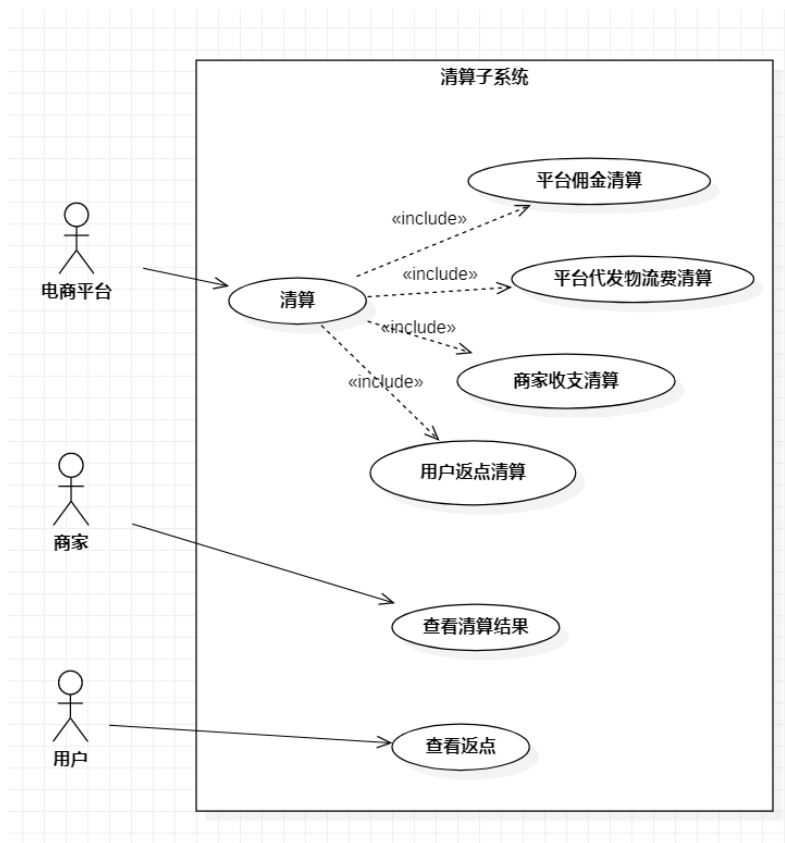 清算子系统
平台佣金清算
«include»
«include»
平台代发物流费清算
电商平台
清算
«include»
商家收支清算
«include»
用户返点清算
商家
查看清算结果
用户
查看返点